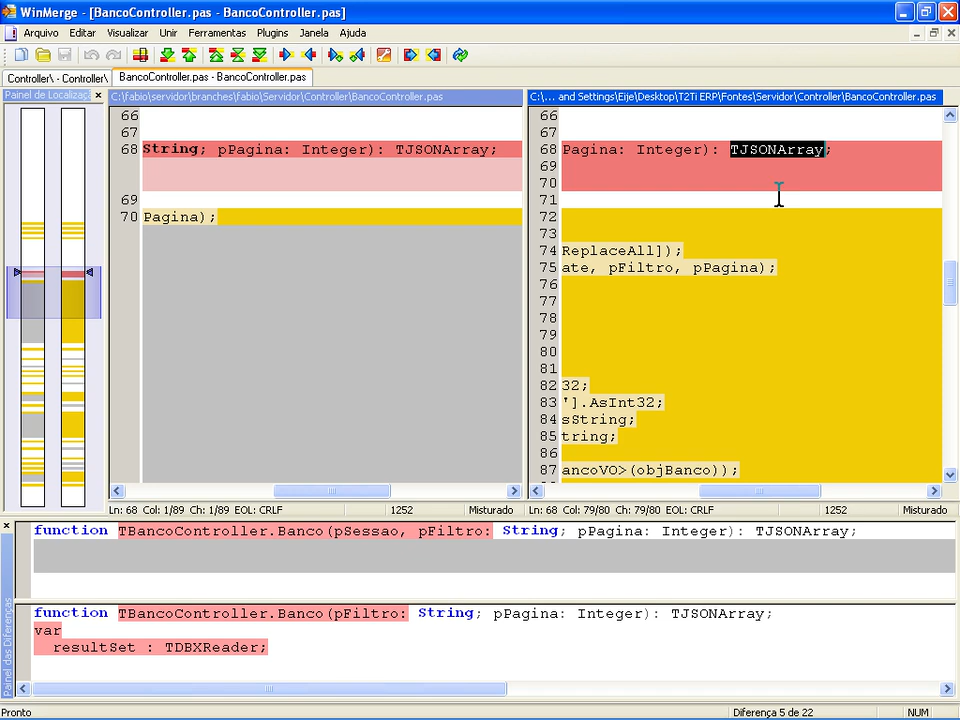 WinMerge - [BancoController.pas - BancoController.pas]
Arquivo Editar Visualizar Unir Ferramentas Plugins Janela Ajuda
Controller\ - Controller\ BancoController.pas - BancoController.pas
Painel de Localizaç
C:\fabio\servidor\branches\fabio\Servidor\Controller\BancoController.pas
C:\... and Settings\Eije\Desktop\T2Ti ERP\Fontes\Servidor\Controller\BancoController.pas
66
67
68 String; pPagina: Integer): TJSONArray;
69
70 Pagina);
66
67
68 Pagina: Integer): TJSONArray;
69
70
71
72
73
74 ReplaceAll]);
75 ate, pFiltro, pPagina);
76
77
78
79
80
81
82 32;
83 '].AsInt32;
84 sString;
85 tring;
86
87 ancoVO>(objBanco));
Ln: 68 Col: 1/89 Ch: 1/89 EOL: CRLF 1252 Misturado
Ln: 68 Col: 79/80 Ch: 79/80 EOL: CRLF 1252 Misturado
Painel das Diferenças
function TBancoController.Banco(pSessao, pFiltro: String; pPagina: Integer): TJSONArray;
function TBancoController.Banco(pFiltro: String; pPagina: Integer): TJSONArray;
var
resultSet : TDBXReader;
Pronto
Diferença 5 de 22
NUM